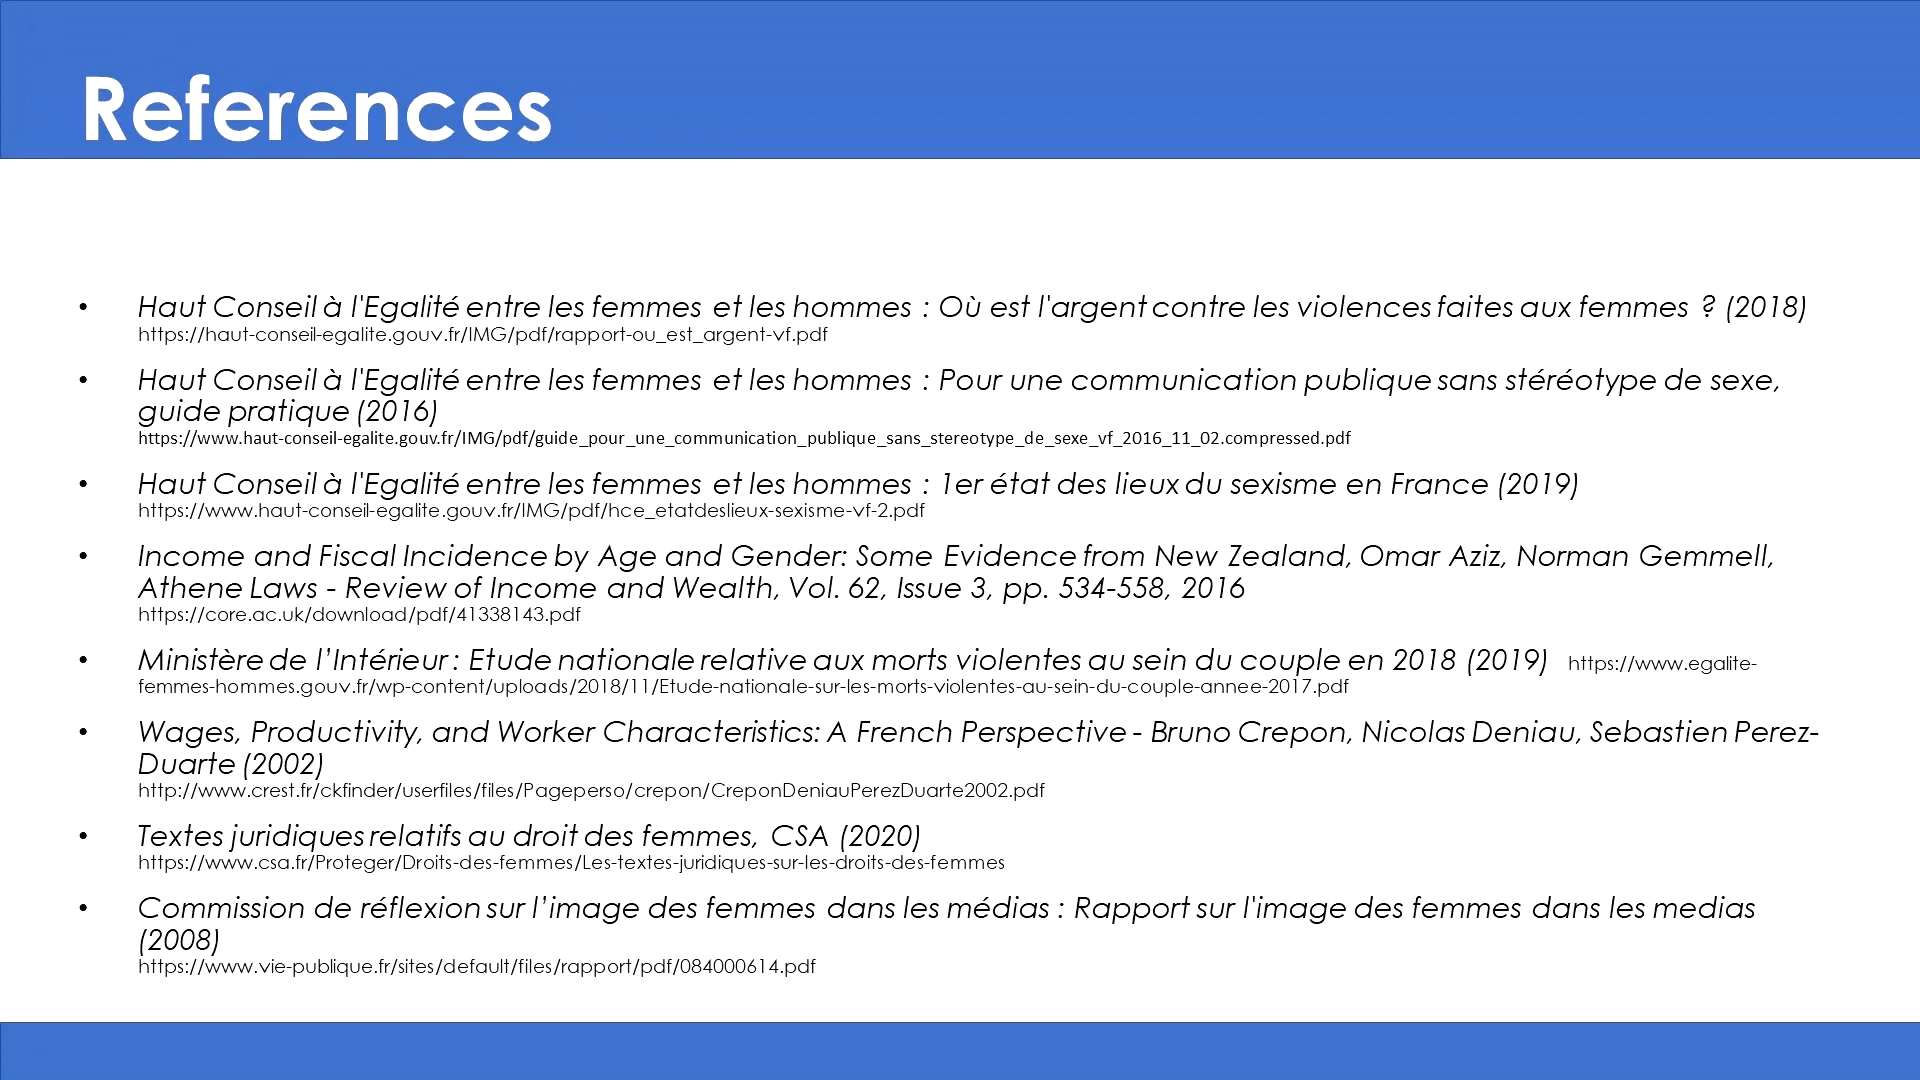 References
• Haut Conseil à l'Egalité entre les femmes et les hommes : Où est l'argent contre les violences faites aux femmes ? (2018)
https://haut-conseil-egalite.gouv.fr/IMG/pdf/rapport-ou_est_argent-vf.pdf
• Haut Conseil à l'Egalité entre les femmes et les hommes : Pour une communication publique sans stéréotype de sexe,
guide pratique (2016)
https://www.haut-conseil-egalite.gouv.fr/IMG/pdf/guide_pour_une_communication_publique_sans_stereotype_de_sexe_vf_2016_11_02.compressed.pdf
• Haut Conseil à l'Egalité entre les femmes et les hommes : 1er état des lieux du sexisme en France (2019)
https://www.haut-conseil-egalite.gouv.fr/IMG/pdf/hce_etatdeslieux-sexisme-vf-2.pdf
• Income and Fiscal Incidence by Age and Gender: Some Evidence from New Zealand, Omar Aziz, Norman Gemmell,
Athene Laws - Review of Income and Wealth, Vol. 62, Issue 3, pp. 534-558, 2016
https://core.ac.uk/download/pdf/41338143.pdf
• Ministère de l’Intérieur : Etude nationale relative aux morts violentes au sein du couple en 2018 (2019) https://www.egalite-
femmes-hommes.gouv.fr/wp-content/uploads/2018/11/Etude-nationale-sur-les-morts-violentes-au-sein-du-couple-annee-2017.pdf
• Wages, Productivity, and Worker Characteristics: A French Perspective - Bruno Crepon, Nicolas Deniau, Sebastien Perez-
Duarte (2002)
http://www.crest.fr/ckfinder/userfiles/files/Pageperso/crepon/CreponDeniauPerezDuarte2002.pdf
• Textes juridiques relatifs au droit des femmes, CSA (2020)
https://www.csa.fr/Proteger/Droits-des-femmes/Les-textes-juridiques-sur-les-droits-des-femmes
• Commission de réflexion sur l’image des femmes dans les médias : Rapport sur l'image des femmes dans les medias
(2008)
https://www.vie-publique.fr/sites/default/files/rapport/pdf/084000614.pdf